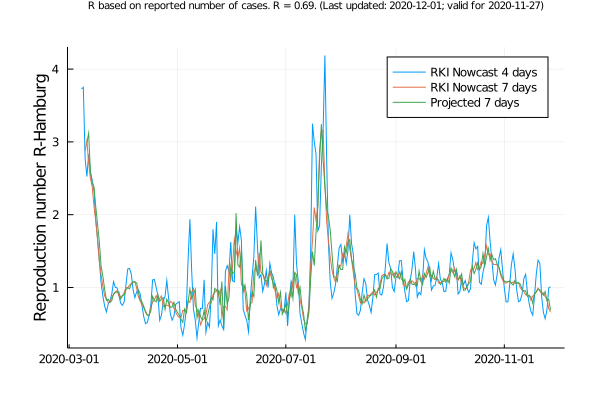 R based on reported number of cases. R = 0.69. (Last updated: 2020-12-01; valid for 2020-11-27)
Reproduction number R-Hamburg
4
3
2
1
RKI Nowcast 4 days
RKI Nowcast 7 days
Projected 7 days
2020-03-01
2020-05-01
2020-07-01
2020-09-01
2020-11-01